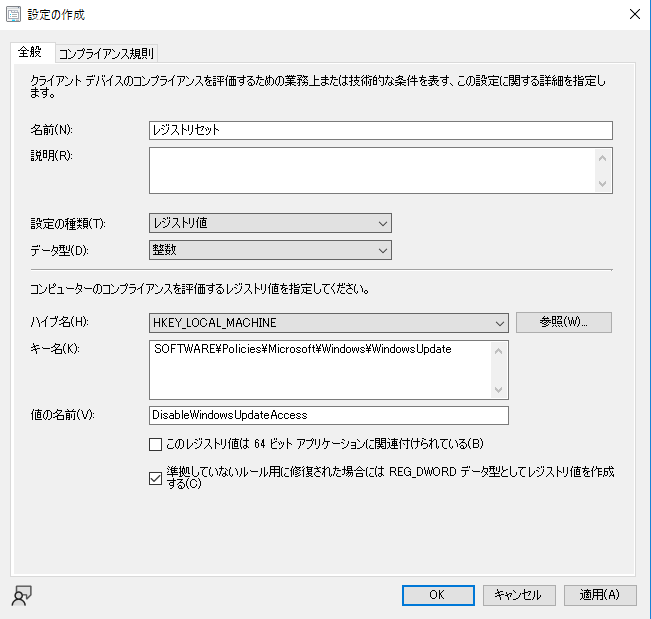 設定の作成
全般
コンプライアンス規則
クライアント デバイスのコンプライアンスを評価するための業務上または技術的な条件を表す、この設定に関する詳細を指定し
ます。
名前(N):
レジストリセット
説明(R):
設定の種類(T):
レジストリ値
データ型(D):
整数
コンピューターのコンプライアンスを評価するレジストリ値を指定してください。
ハイブ名(H):
HKEY_LOCAL_MACHINE
参照(W)...
キー名(K):
SOFTWARE¥Policies¥Microsoft¥Windows¥WindowsUpdate
値の名前(V):
DisableWindowsUpdateAccess
このレジストリ値は 64 ビット アプリケーションに関連付けられている(B)
準拠していないルール用に修復された場合には REG_DWORD データ型としてレジストリ値を作成
する(C)
OK
キャンセル
適用(A)